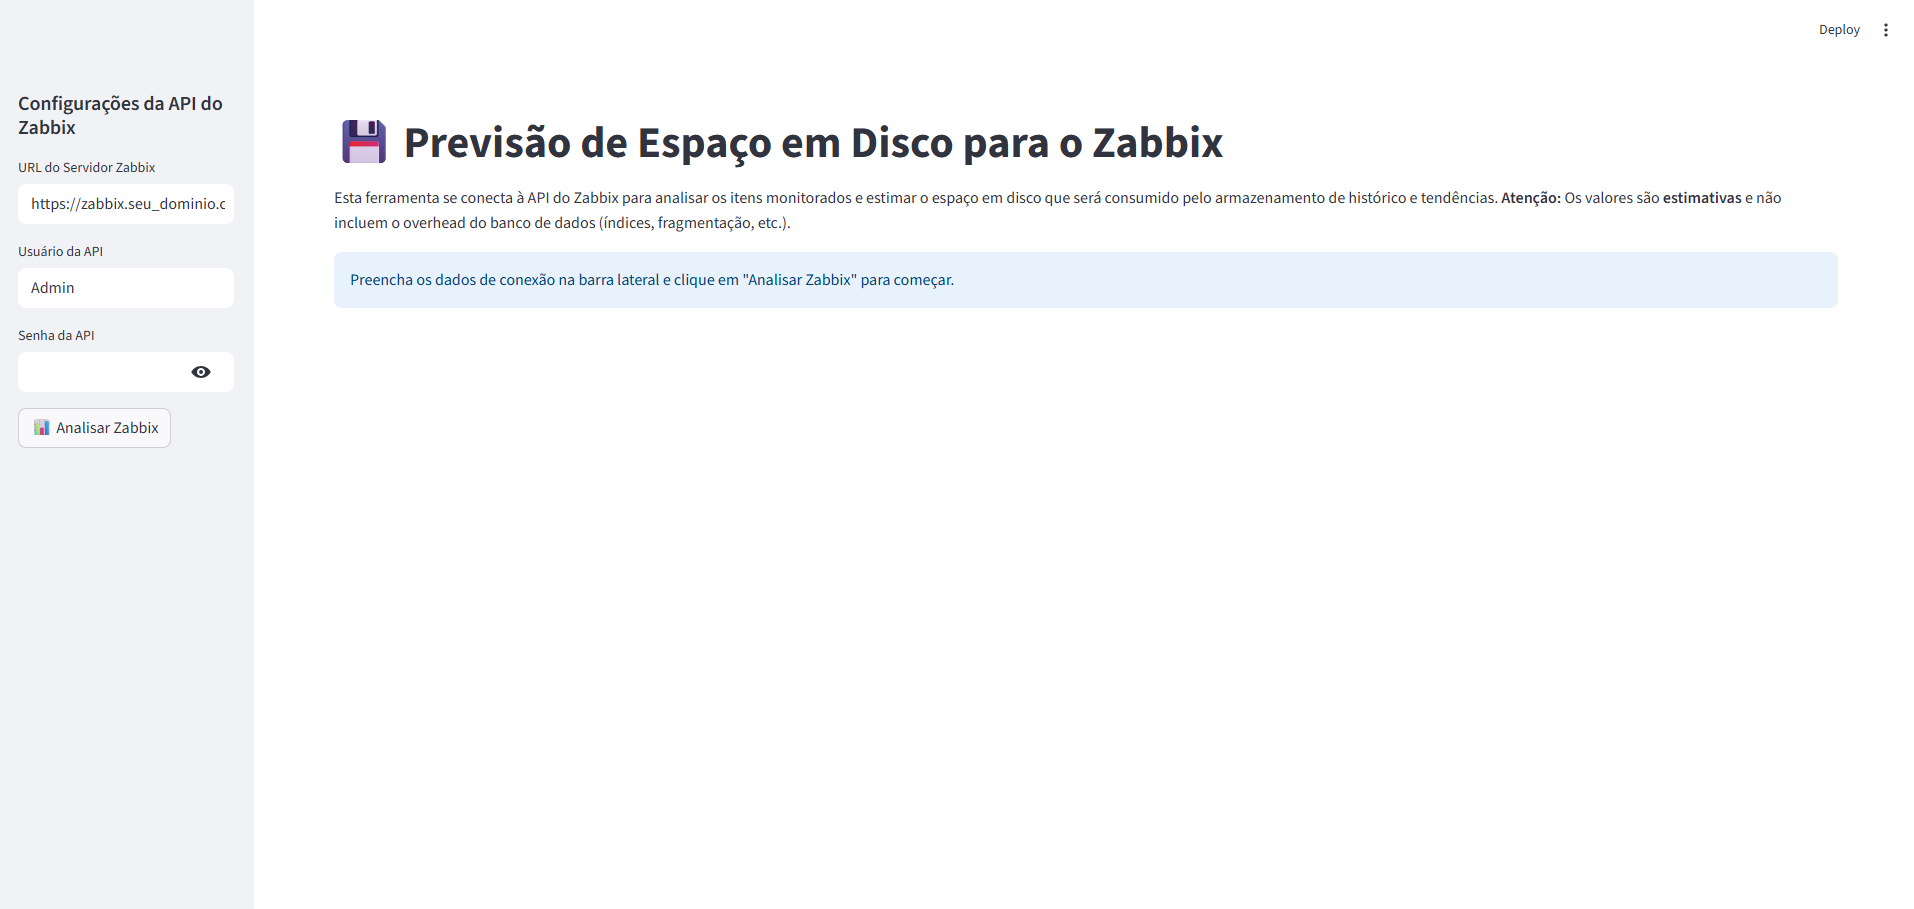 Deploy
Configurações da API do
Zabbix
URL do Servidor Zabbix
https://zabbix.seu_dominio.c
Usuário da API
Admin
Senha da API
Analisar Zabbix
Previsão de Espaço em Disco para o Zabbix
Esta ferramenta se conecta à API do Zabbix para analisar os itens monitorados e estimar o espaço em disco que será consumido pelo armazenamento de histórico e tendências. Atenção: Os valores são estimativas e não
incluem o overhead do banco de dados (índices, fragmentação, etc.).
Preencha os dados de conexão na barra lateral e clique em "Analisar Zabbix" para começar.